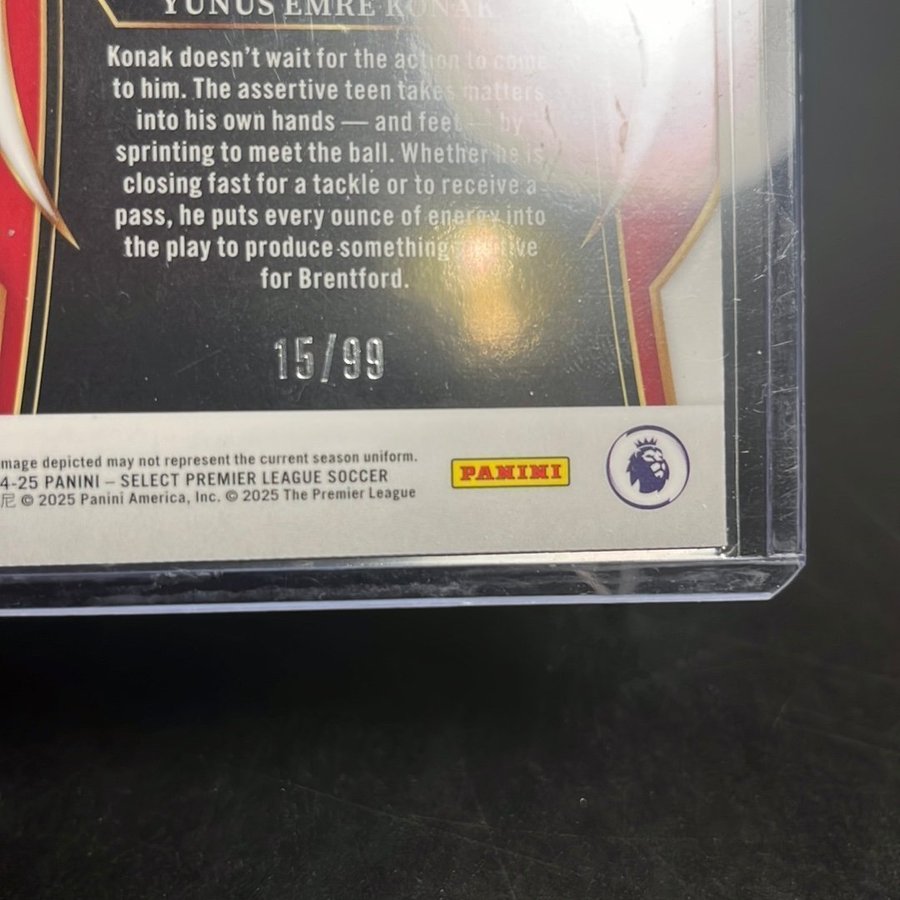 YUNUS EMRE KONAK
Konak doesn't wait for the action to come
to him. The assertive teen takes matters
into his own hands — and feet — by
sprinting to meet the ball. Whether he is
closing fast for a tackle or to receive a
pass, he puts every ounce of energy into
the play to produce something
for Brentford.
15/99
mage depicted may not represent the current season uniform.
4-25 PANINI – SELECT PREMIER LEAGUE SOCCER
尼 © 2025 Panini America, Inc. © 2025 The Premier League
PANINI